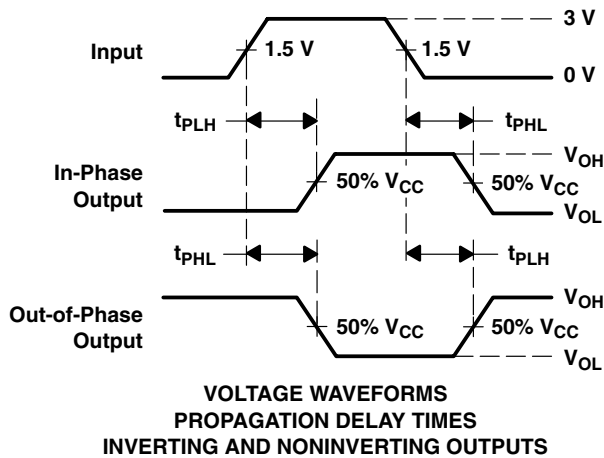 3 V
Input
1.5 V
1.5 V
0 V
tPLH
tPHL
In-Phase
Output
50% VCC
50% VCC
VOH
VOL
tPHL
tPLH
Out-of-Phase
Output
50% VCC
50% VCC
VOH
VOL
VOLTAGE WAVEFORMS
PROPAGATION DELAY TIMES
INVERTING AND NONINVERTING OUTPUTS